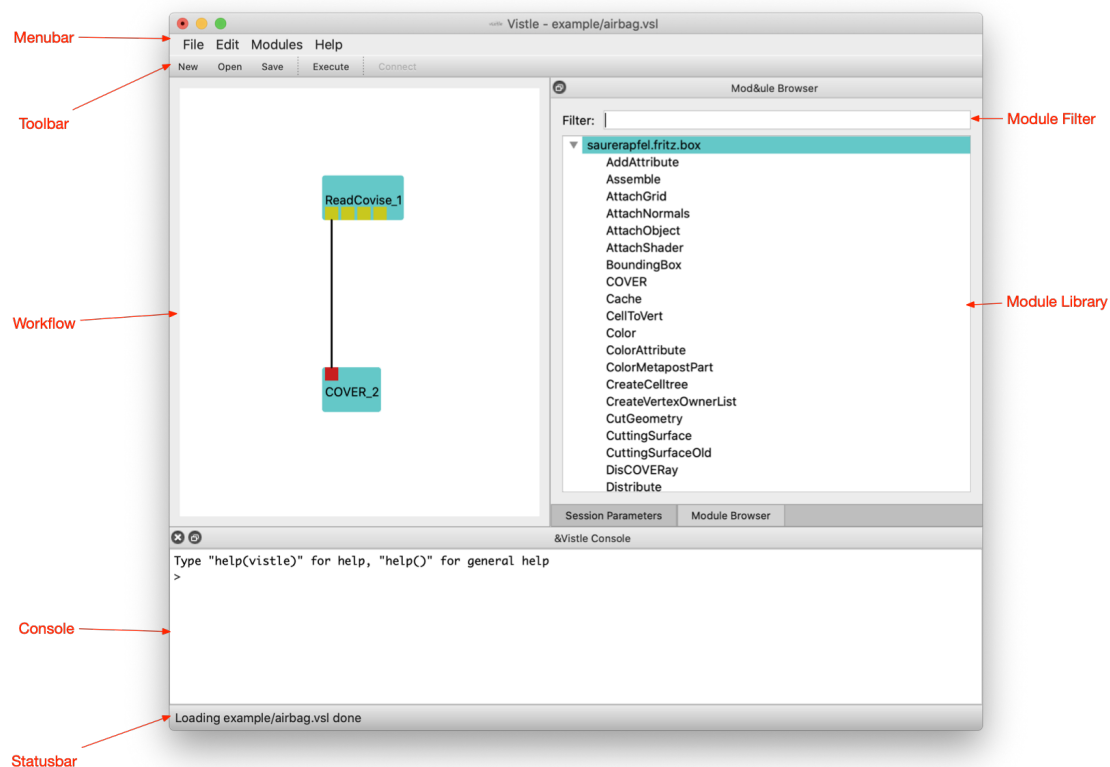 Vistle - example/airbag.vsl
Menubar
File Edit Modules Help
New Open Save Execute Connect
Toolbar
Mod&ule Browser
Filter:
Module Filter
saurerapfel.fritz.box
AddAttribute
Assemble
AttachGrid
AttachNormals
AttachObject
AttachShader
BoundingBox
COVER
Cache
CellToVert
Color
ColorAttribute
ColorMetapostPart
CreateCelltree
CreateVertexOwnerList
CutGeometry
CuttingSurface
CuttingSurfaceOld
DisCOVERay
Distribute
Module Library
ReadCovise_1
Workflow
COVER_2
Session Parameters Module Browser
&Vistle Console
Type "help(vistle)" for help, "help()" for general help
>
Console
Loading example/airbag.vsl done
Statusbar